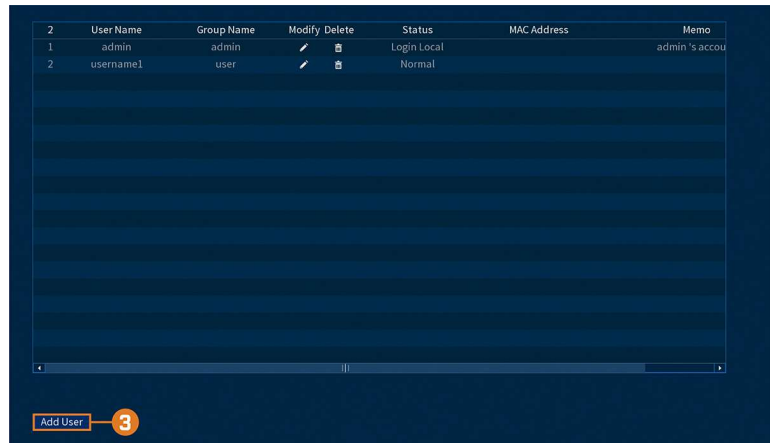 2 User Name Group Name Modify Delete Status MAC Address Memo
1 admin admin Login Local admin 's accou
2 username1 user Normal
Add User 3